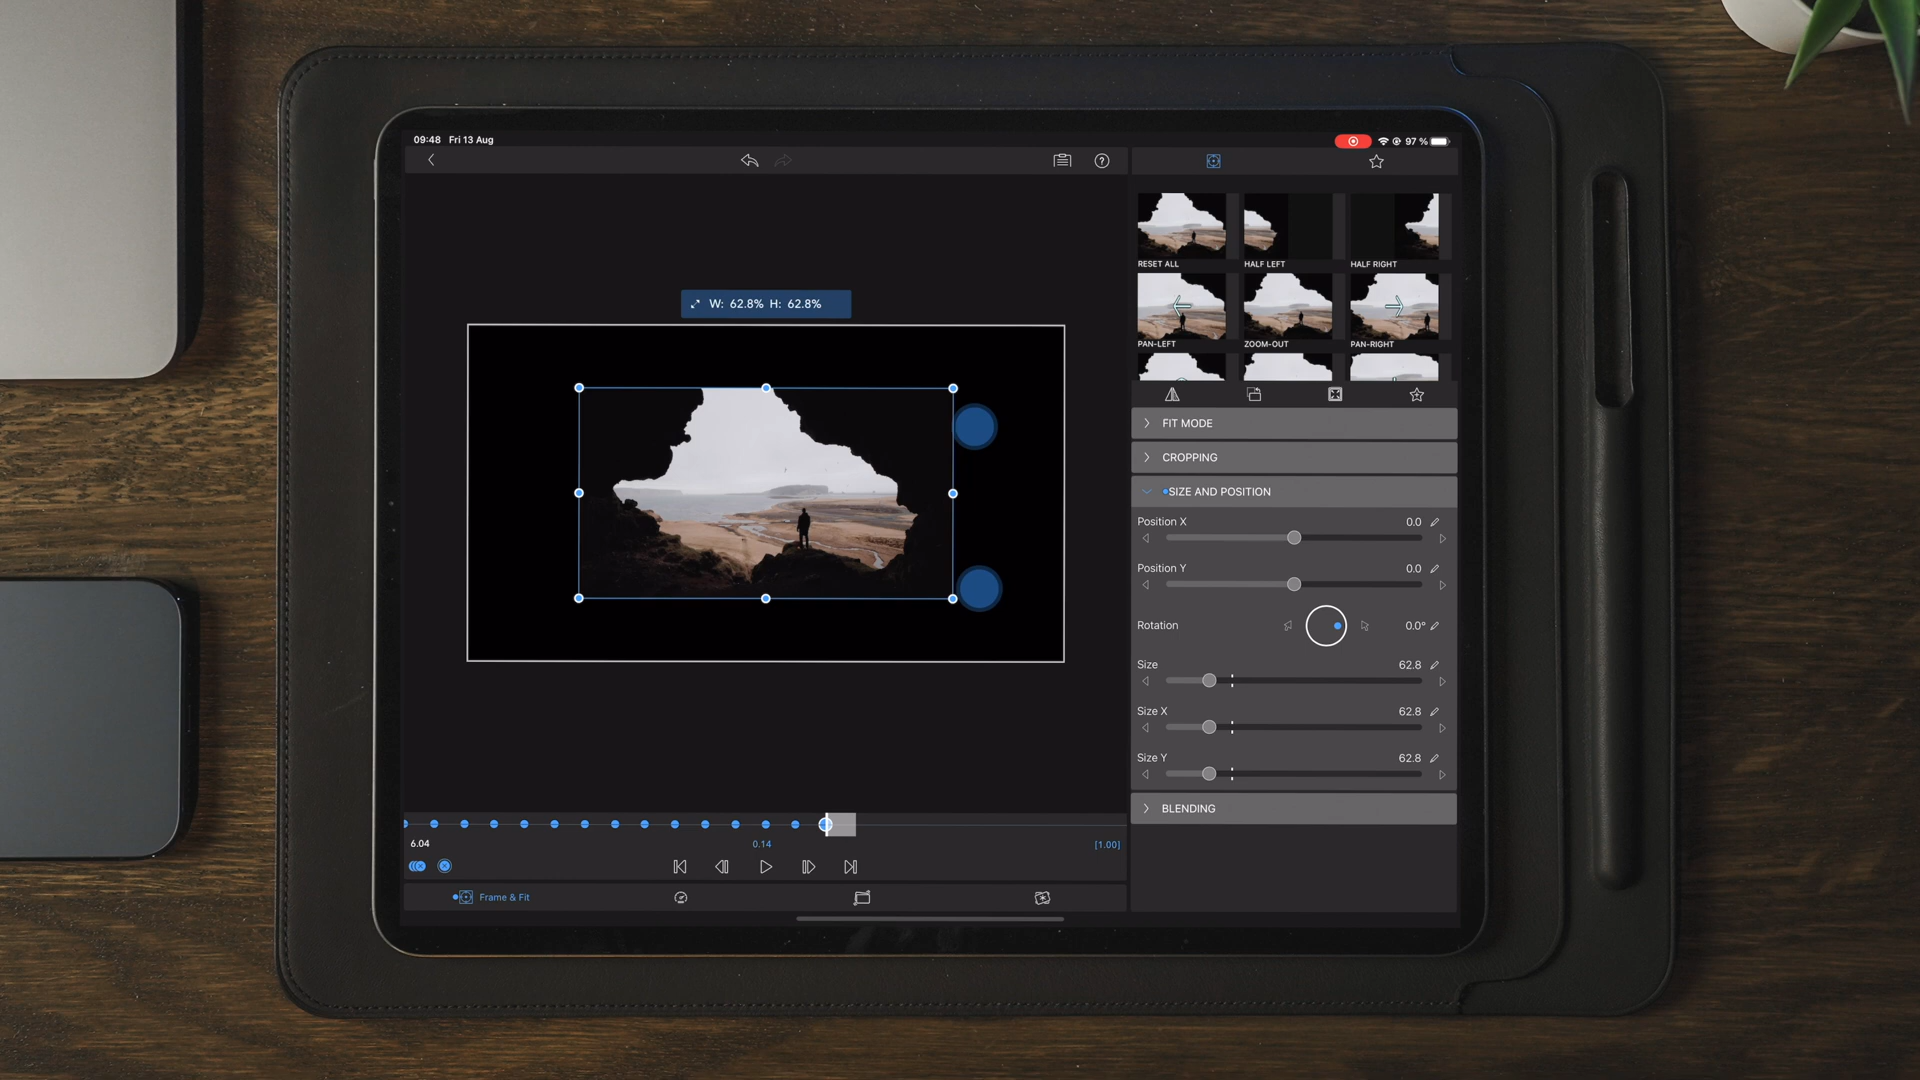 09:48 Fri 13 Aug
97 %
W: 62.8% H: 62.8%
RESET ALL
HALF LEFT
HALF RIGHT
PAN-LEFT
ZOOM-OUT
PAN-RIGHT
FIT MODE
CROPPING
SIZE AND POSITION
Position X 0.0
Position Y 0.0
Rotation 0.0°
Size 62.8
Size X 62.8
Size Y 62.8
BLENDING
6.04 0.14 [1.00]
Frame & Fit